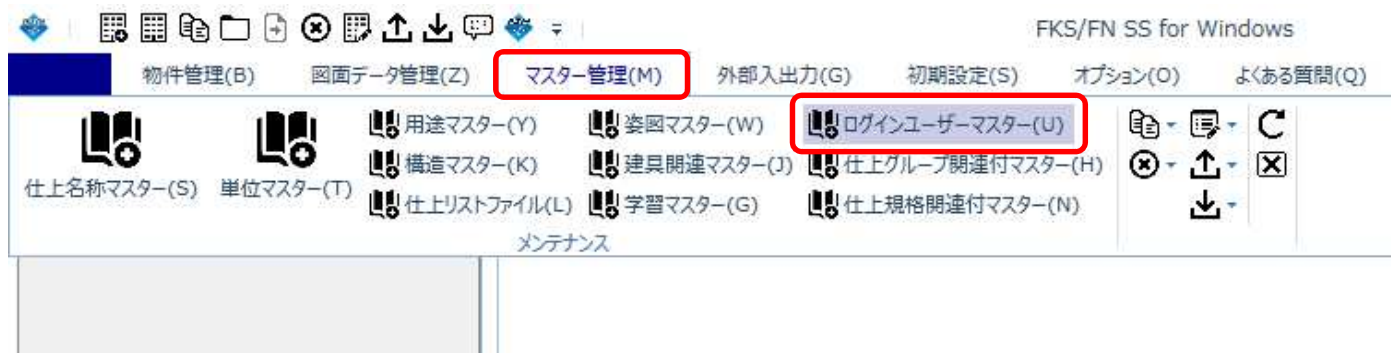 FKS/FN SS for Windows
物件管理(B) 図面データ管理(Z) マスター管理(M) 外部入出力(G) 初期設定(S) オプション(O) よくある質問(Q)
用途マスター(Y) 姿図マスター(W) ログインユーザーマスター(U)
構造マスター(K) 建具関連マスター(J) 仕上グループ関連付マスター(H)
仕上名称マスター(S) 単位マスター(T)
仕上リストファイル(L) 学習マスター(G) 仕上規格関連付マスター(N)
メンテナンス